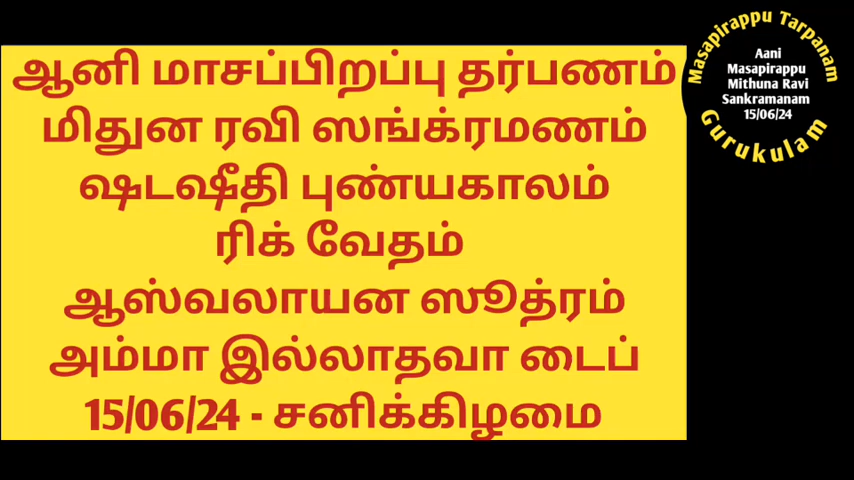 ஆனி மாசப்பிறப்பு தர்பணம்
மிதுன ரவி ஸங்க்ரமணம்
ஷடஷீதி புண்யகாலம்
ரிக் வேதம்
ஆஸ்வலாயன ஸூத்ரம்
அம்மா இல்லாதவா டைப்
15/06/24 - சனிக்கிழமை
Masapirappu Tarpanam
Aani
Masapirappu
Mithuna Ravi
Sankramanam
15/06/24
Gurukulam